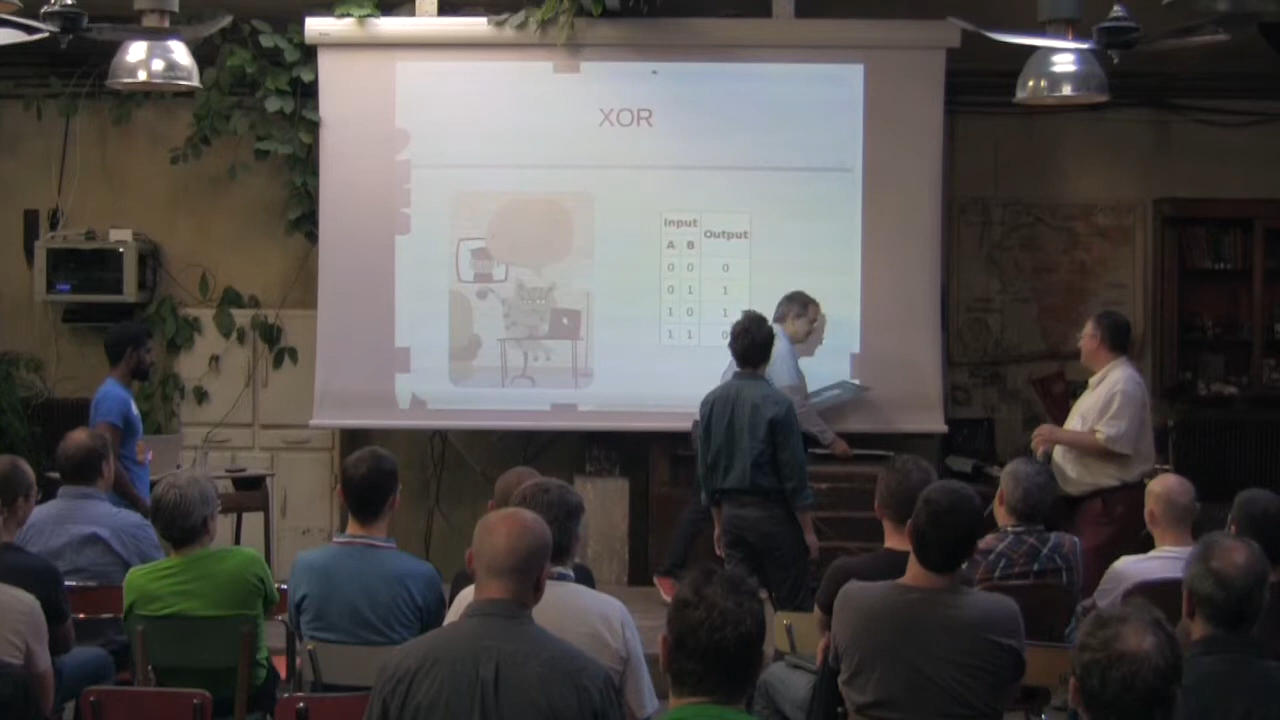 XOR
Input Output
A B
0 0 0
0 1 1
1 0 1
1 1 0